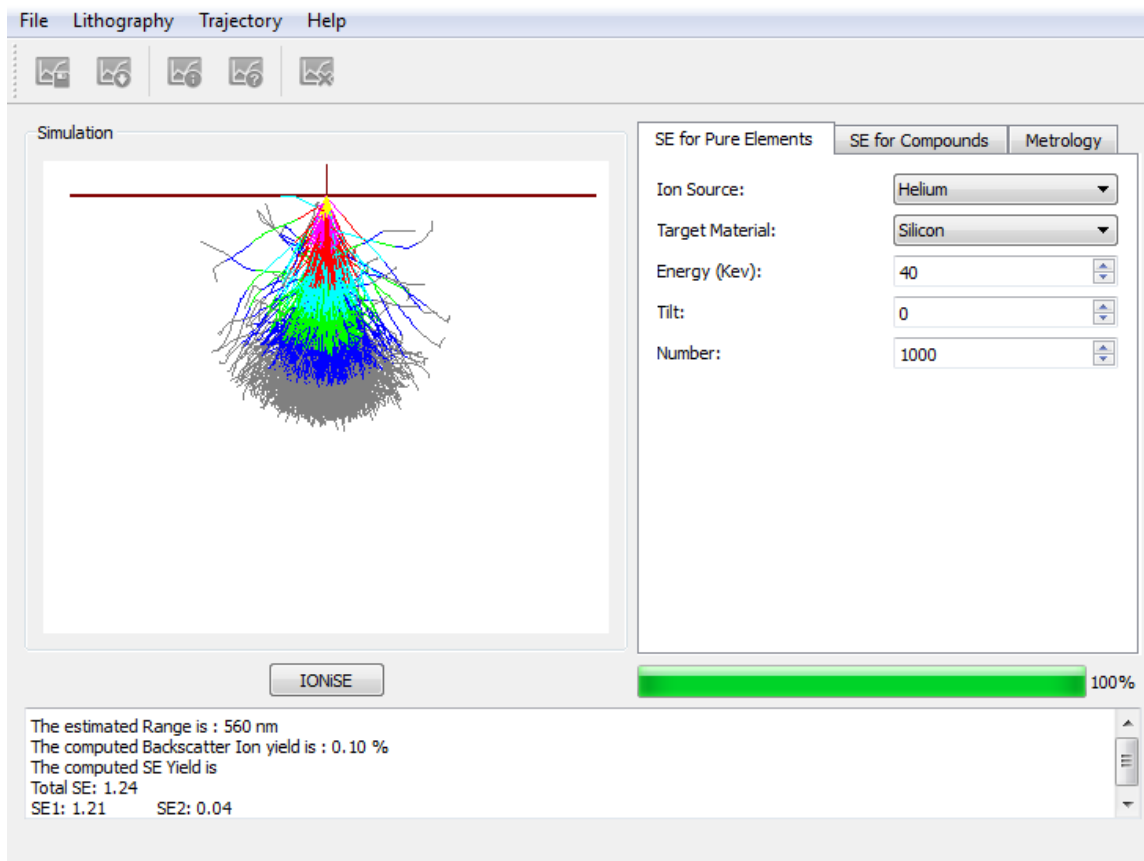 File Lithography Trajectory Help
Simulation
SE for Pure Elements SE for Compounds Metrology
Ion Source: Helium
Target Material: Silicon
Energy (Kev): 40
Tilt: 0
Number: 1000
IONiSE
100%
The estimated Range is : 560 nm
The computed Backscatter Ion yield is : 0.10 %
The computed SE Yield is
Total SE: 1.24
SE1: 1.21 SE2: 0.04